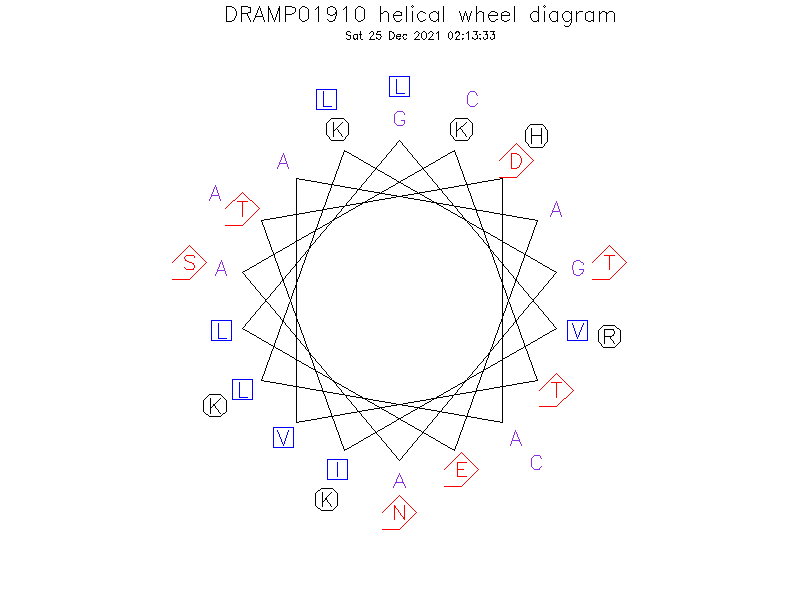 DRAMP01910 helical wheel diagram
Sat 25 Dec 2021 02:13:33
L
L C
G
K K
H
A D
A T A
S A G T
L V R
L T
K
V A
C
I E
A
K
N